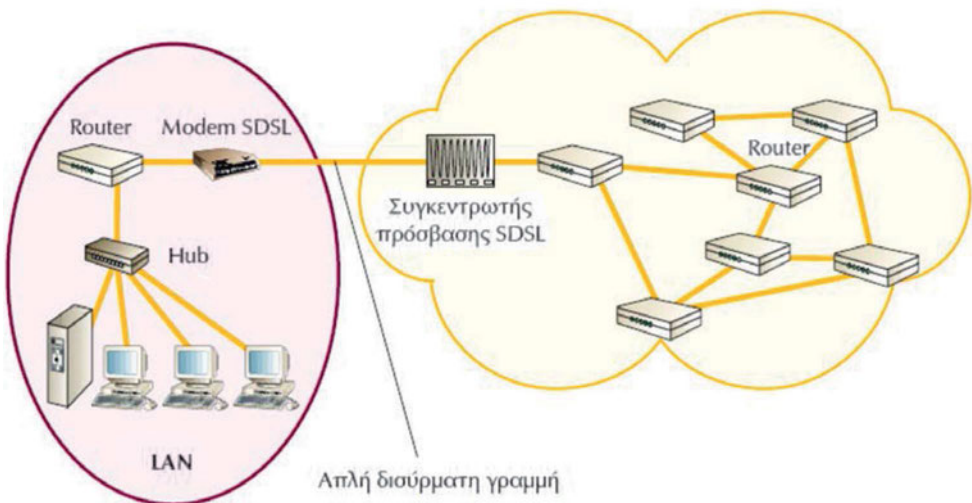 Router
Modem SDSL
Hub
LAN
Συγκεντρωτής
πρόσβασης SDSL
Router
Απλή δισύρματη γραμμή